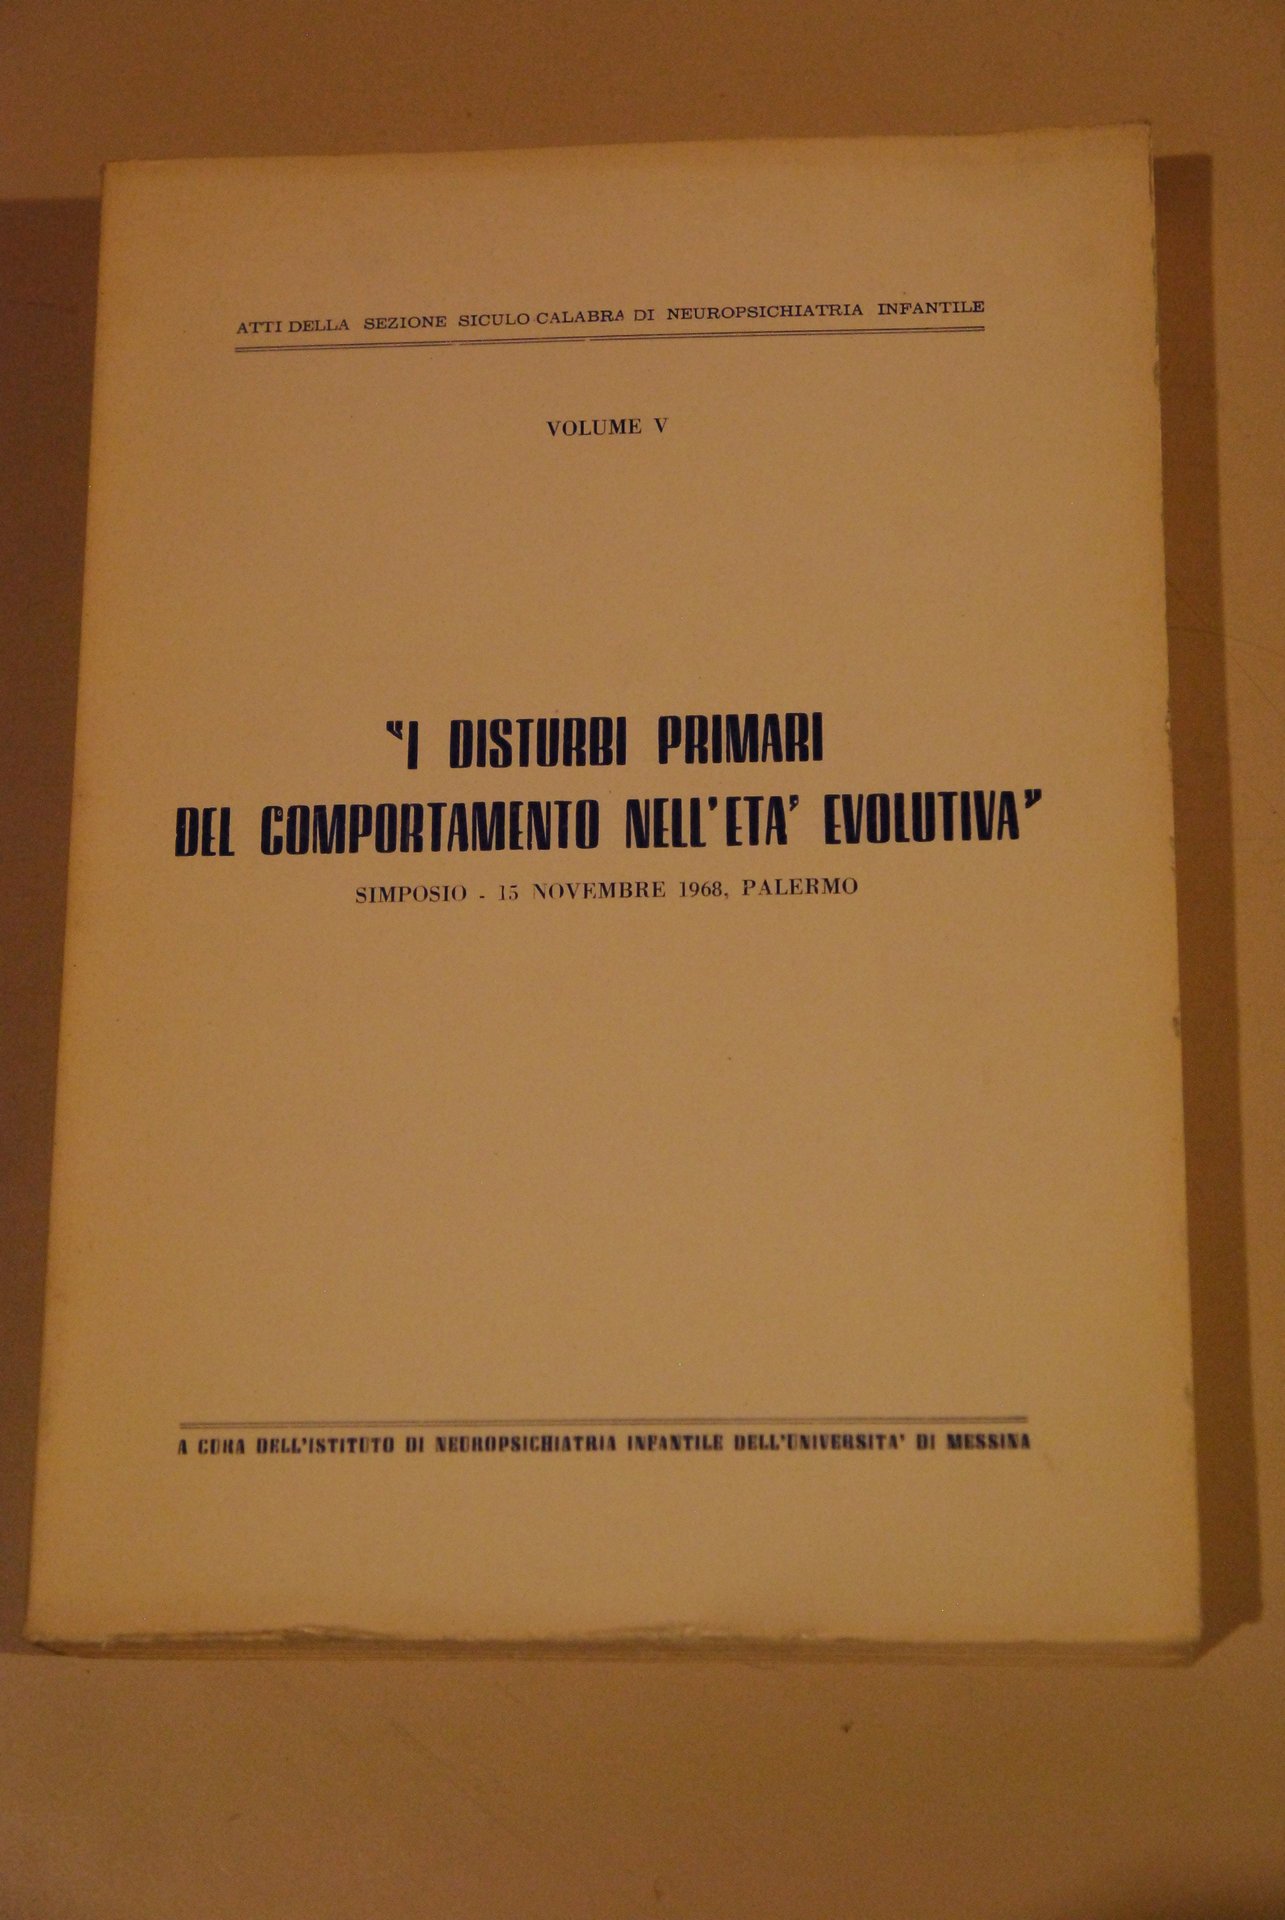 ATTI DELLA SEZIONE SICULO CALABRA DI NEUROPSICHIATRIA INFANTILE
VOLUME V
“I DISTURBI PRIMARI
DEL COMPORTAMENTO NELL'ETA' EVOLUTIVA”
SIMPOSIO - 15 NOVEMBRE 1968, PALERMO
A CURA DELL'ISTITUTO DI NEUROPSICHIATRIA INFANTILE DELL'UNIVERSITA' DI MESSINA